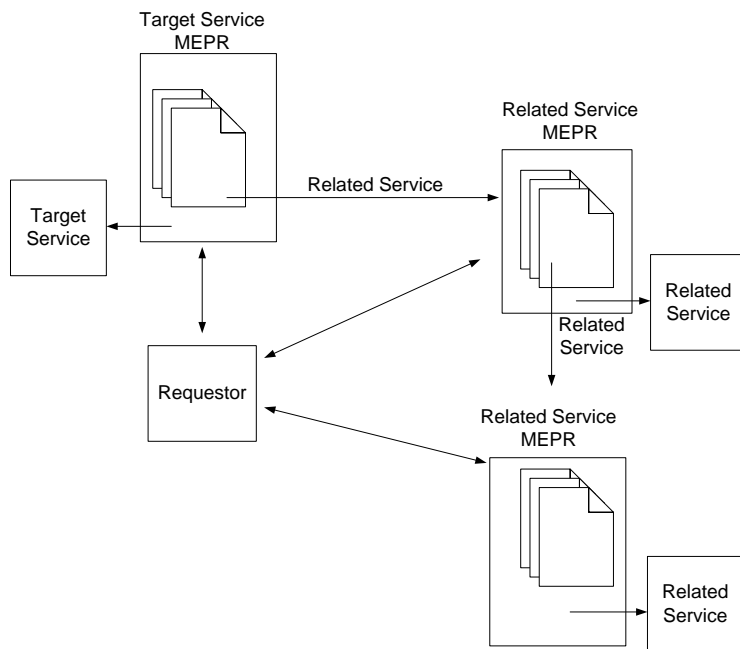 Target Service
MEPR
Related Service
MEPR
Related Service
Target
Service
Related
Service
Related
Service
Requestor
Related Service
MEPR
Related
Service